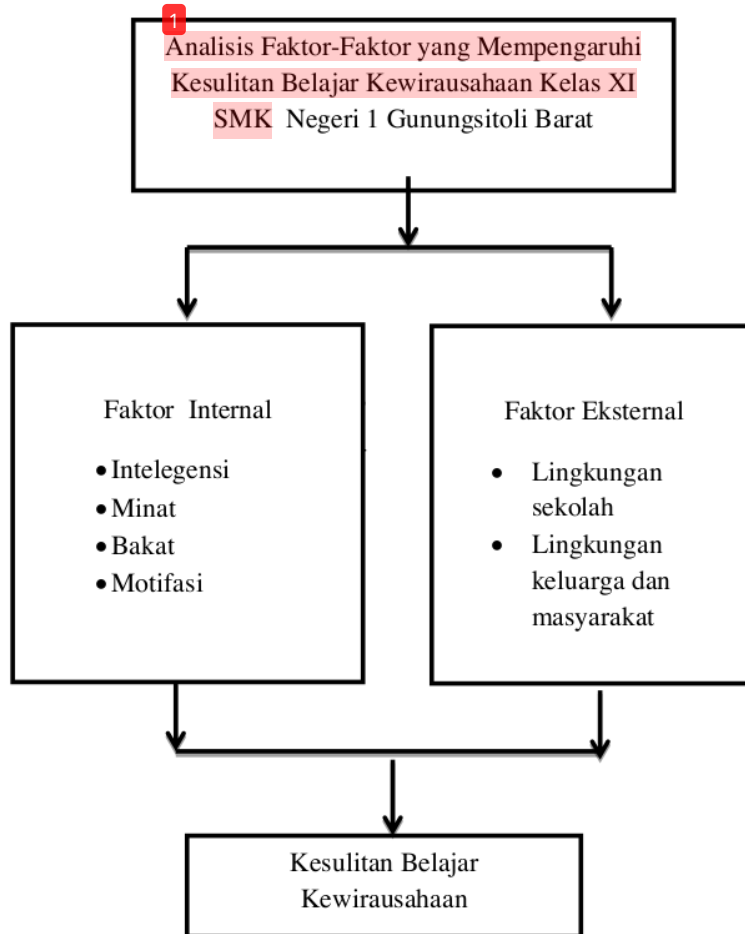 1
Analisis Faktor-Faktor yang Mempengaruhi
Kesulitan Belajar Kewirausahaan Kelas XI
SMK Negeri 1 Gunungsitoli Barat
Faktor Internal
• Intelegensi
• Minat
• Bakat
• Motifasi
Faktor Eksternal
• Lingkungan
sekolah
• Lingkungan
keluarga dan
masyarakat
Kesulitan Belajar
Kewirausahaan